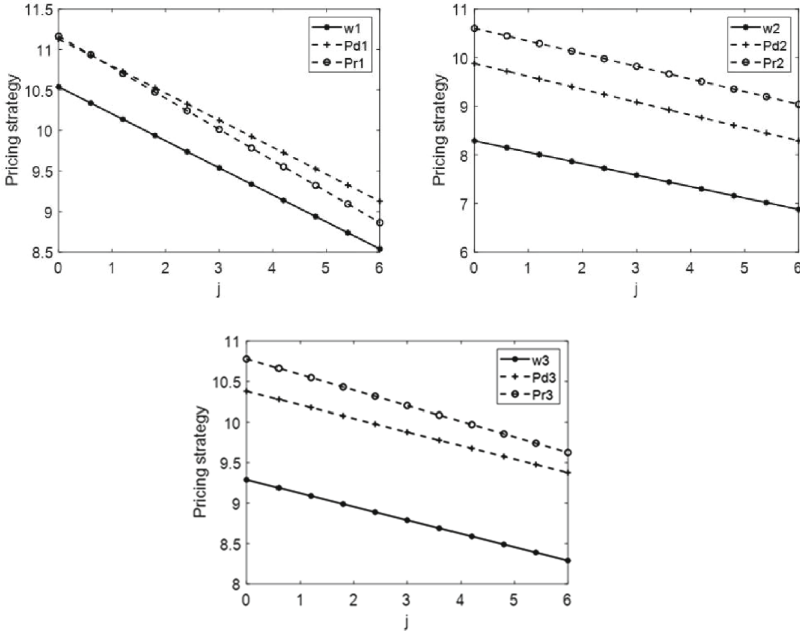 11.5
11
10.5
10
9.5
9
8.5
Pricing strategy
0 1 2 3 4 5 6
j
w1
Pd1
Pr1
11
10
9
8
7
6
Pricing strategy
0 1 2 3 4 5 6
j
w2
Pd2
Pr2
11
10.5
10
9.5
9
8.5
8
Pricing strategy
0 1 2 3 4 5 6
j
w3
Pd3
Pr3